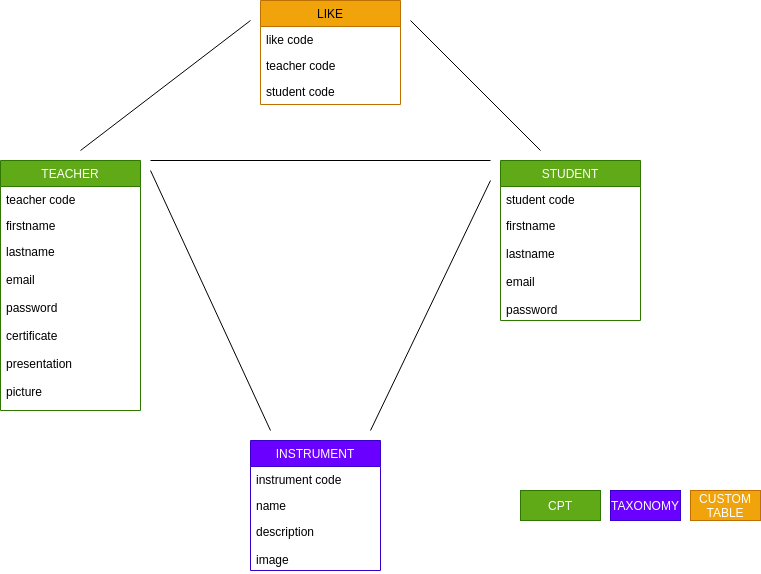 LIKE
like code
teacher code
student code
TEACHER
teacher code
firstname
lastname
email
password
certificate
presentation
picture
STUDENT
student code
firstname
lastname
email
password
INSTRUMENT
instrument code
name
description
image
CPT
TAXONOMY
CUSTOM
TABLE